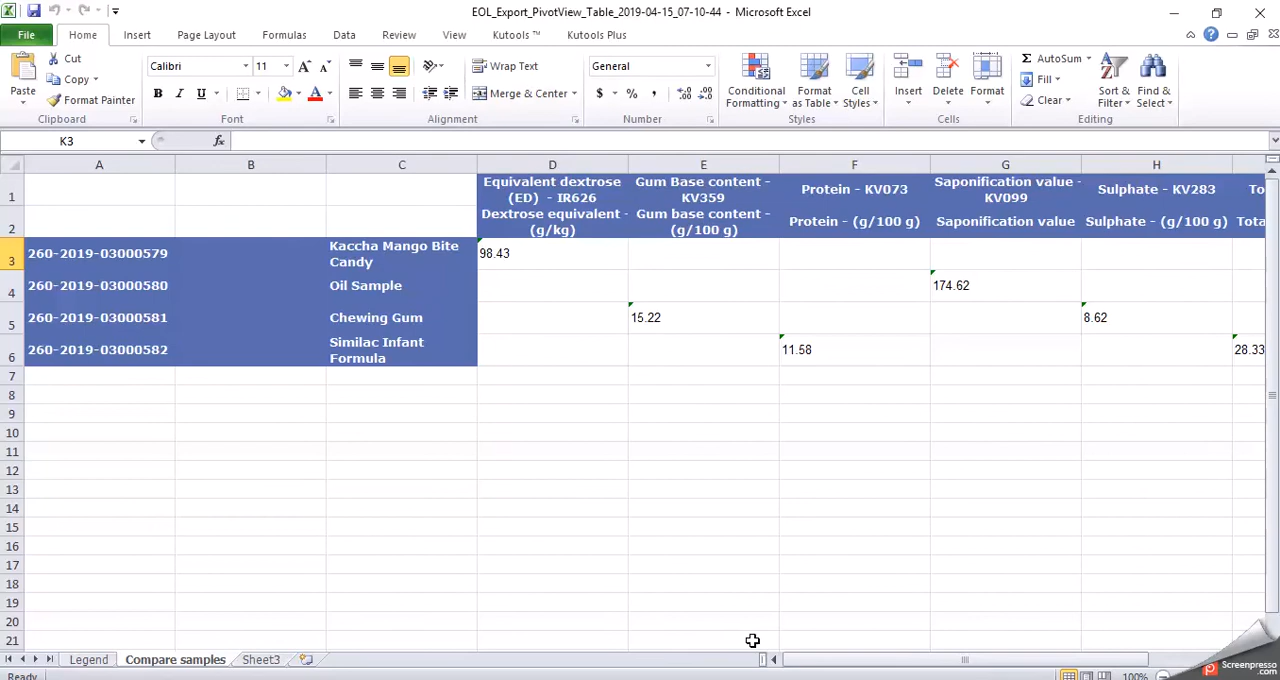 EOL_Export_PivotView_Table_2019-04-15_07-10-44 - Microsoft Excel
File Home Insert Page Layout Formulas Data Review View Kutools ™ Kutools Plus
Paste
Cut
Copy
Format Painter
Clipboard
Calibri 11
B I U
Font
Wrap Text
Merge & Center
Alignment
General
$ % ,
Number
Conditional Formatting
Format as Table
Cell Styles
Styles
Insert Delete Format
Cells
AutoSum
Fill
Clear
Sort & Filter
Find & Select
Editing
K3 fx
A B C D E F G H
1 Equivalent dextrose (ED) - IR626 Gum Base content - KV359 Protein - KV073 Saponification value - KV099 Sulphate - KV283 To
2 Dextrose equivalent - (g/kg) Gum base content - (g/100 g) Protein - (g/100 g) Saponification value Sulphate - (g/100 g) Tota
3 260-2019-03000579 Kaccha Mango Bite Candy 98.43
4 260-2019-03000580 Oil Sample 174.62
5 260-2019-03000581 Chewing Gum 15.22 8.62
6 260-2019-03000582 Similac Infant Formula 11.58 28.33
7
8
9
10
11
12
13
14
15
16
17
18
19
20
21
Legend Compare samples Sheet3
Ready 100%
Screenpresso
.com